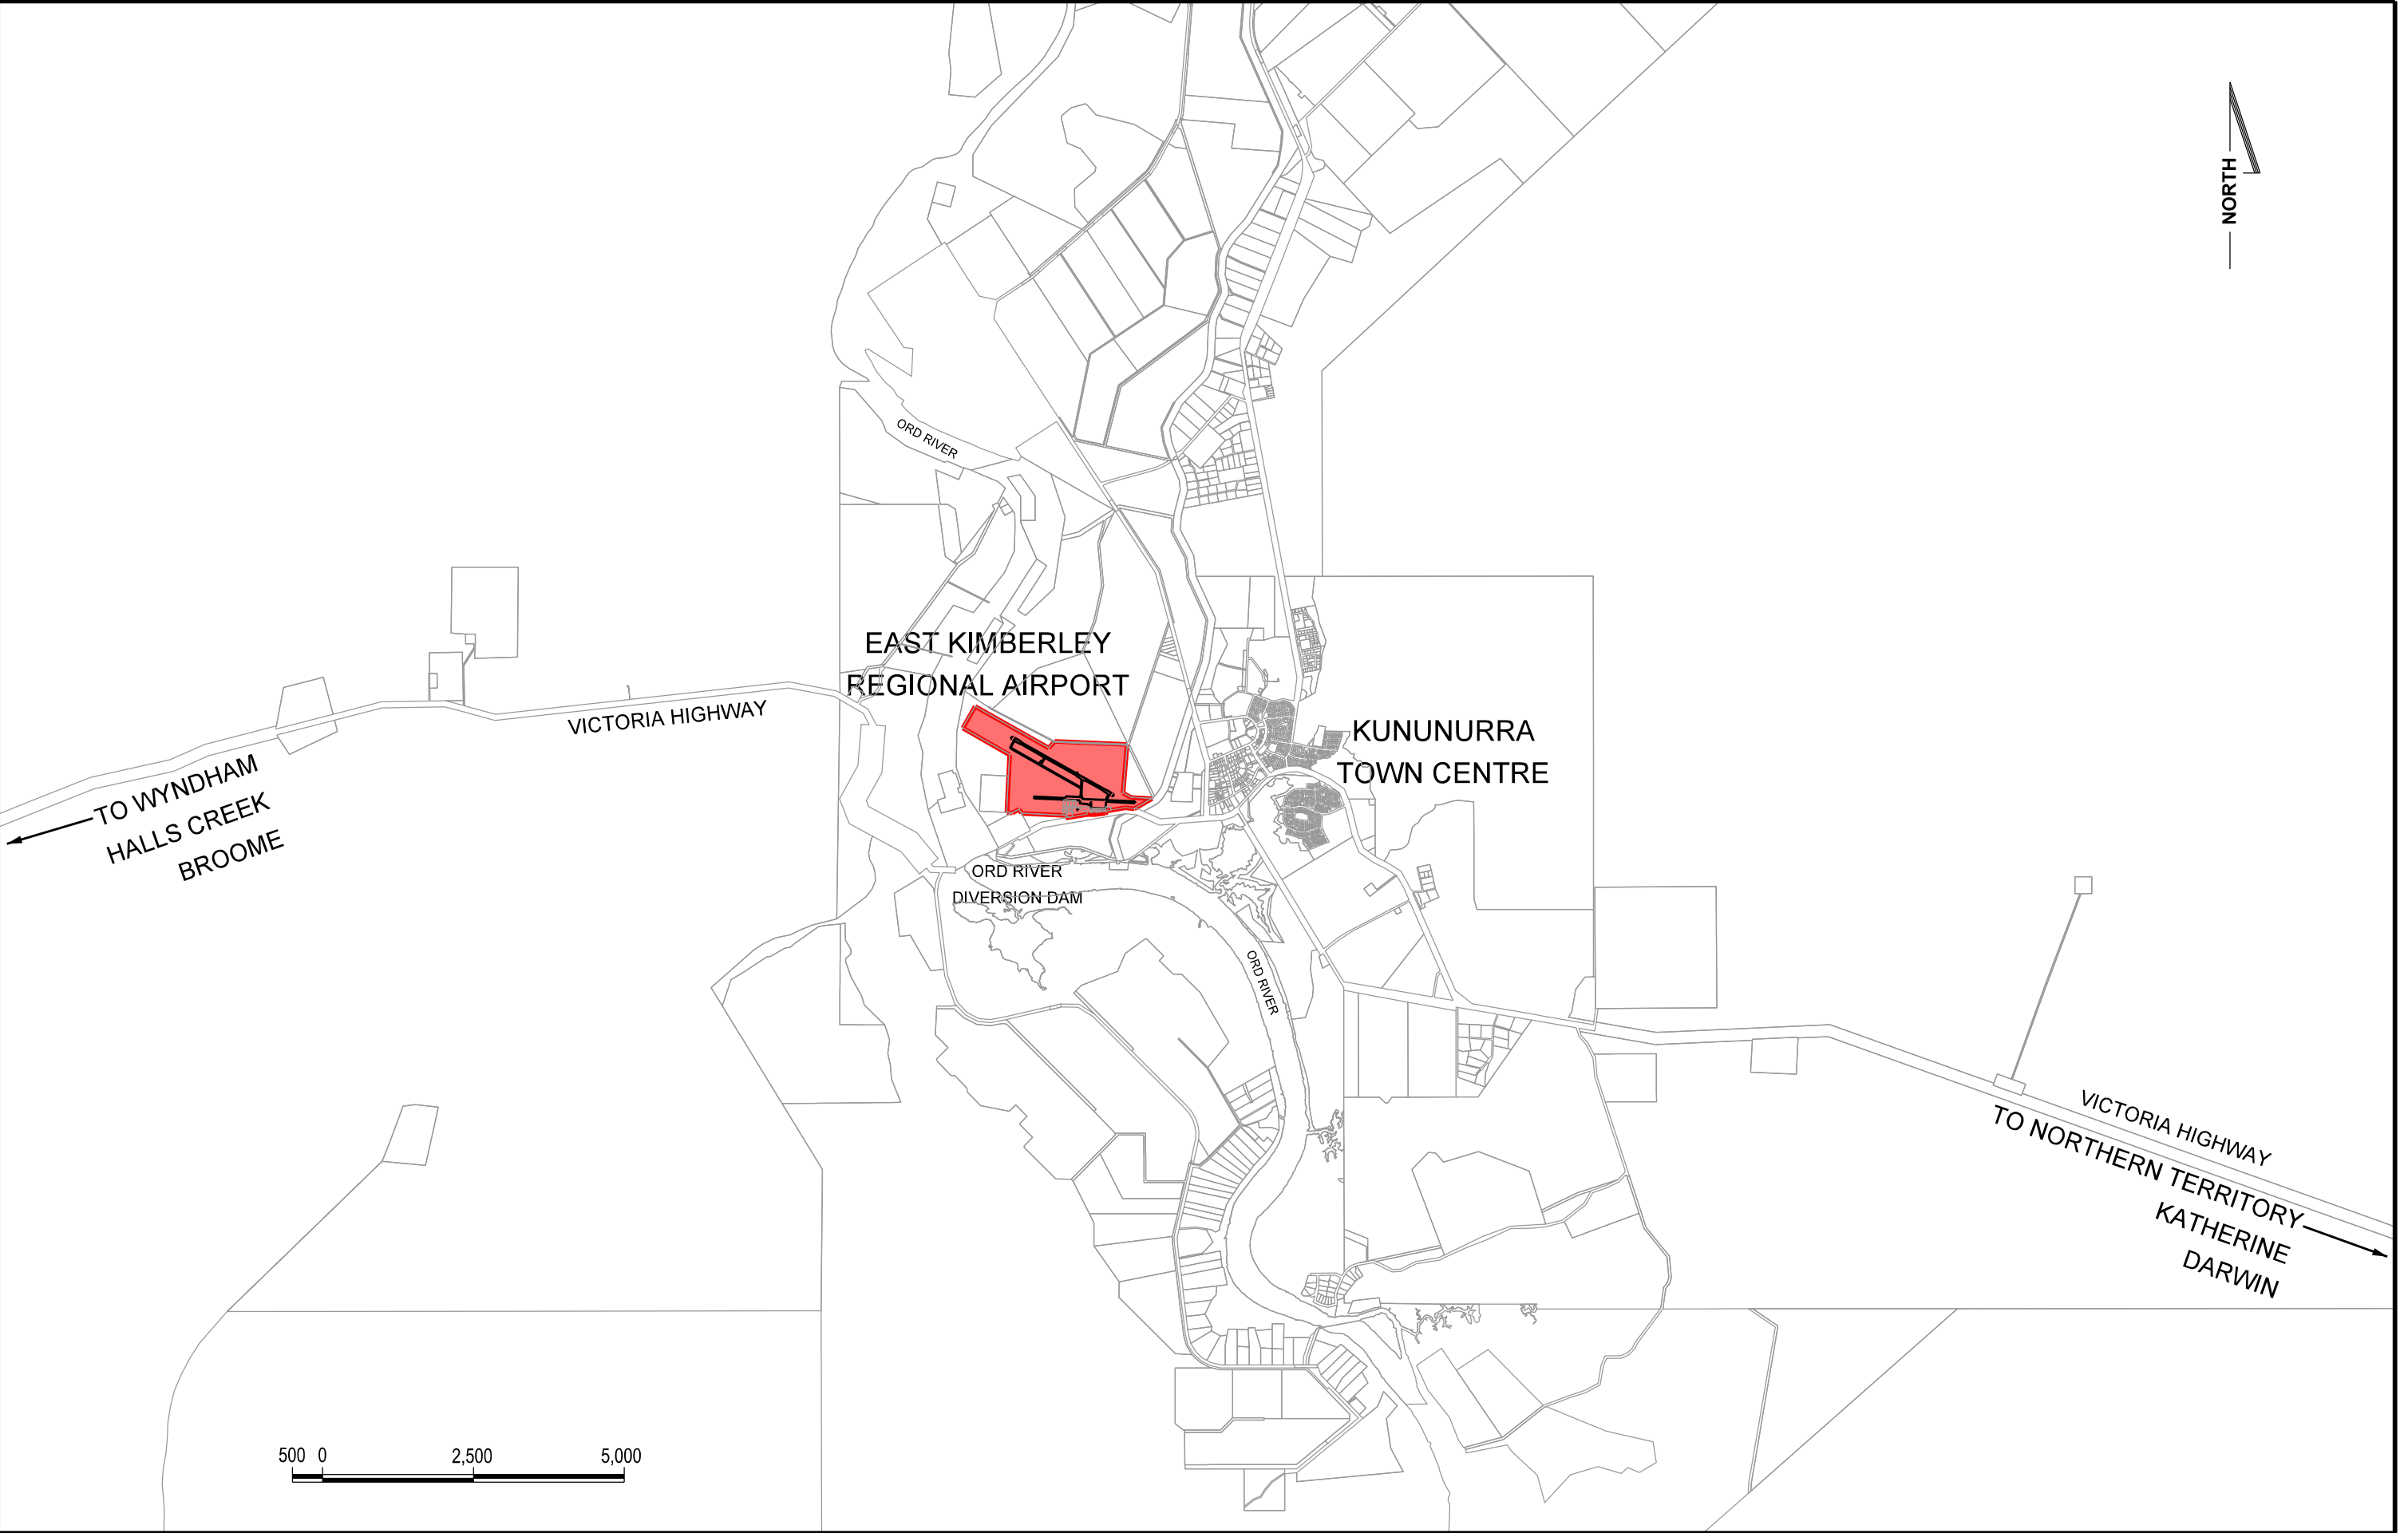 NORTH
ORD RIVER
EAST KIMBERLEY
REGIONAL AIRPORT
VICTORIA HIGHWAY
KUNUNURRA
TOWN CENTRE
TO WYNDHAM
HALLS CREEK
BROOME
ORD RIVER
DIVERSION DAM
ORD RIVER
VICTORIA HIGHWAY
TO NORTHERN TERRITORY
KATHERINE
DARWIN
500 0 2,500 5,000